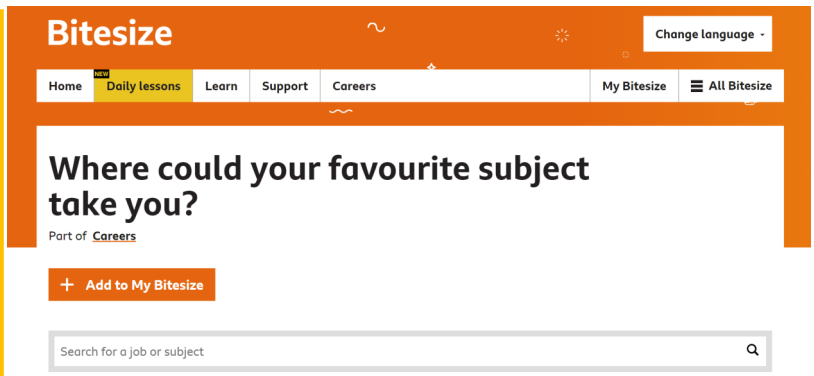 Bitesize
Change language
NEW
Home Daily lessons Learn Support Careers My Bitesize All Bitesize
Where could your favourite subject
take you?
Part of Careers
+ Add to My Bitesize
Search for a job or subject